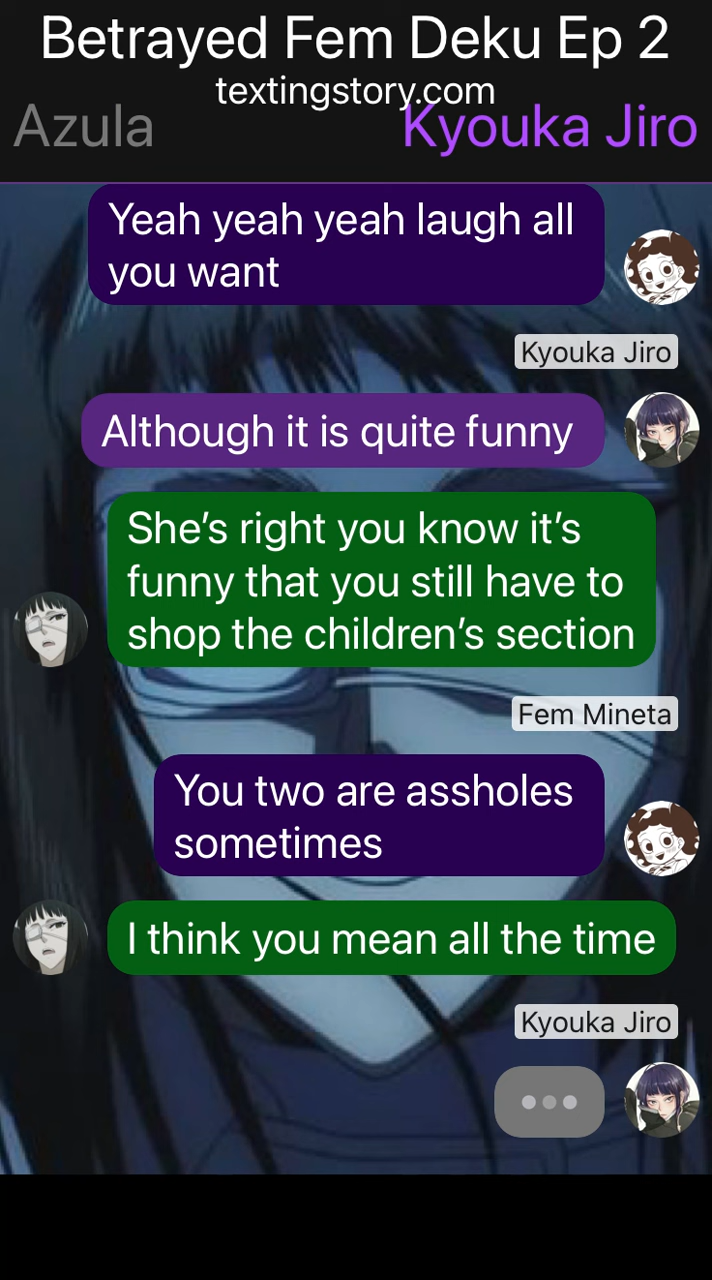 Betrayed Fem Deku Ep 2
textingstory.com
Azula
Kyouka Jiro
Yeah yeah yeah laugh all
you want
Kyouka Jiro
Although it is quite funny
She’s right you know it’s
funny that you still have to
shop the children’s section
Fem Mineta
You two are assholes
sometimes
I think you mean all the time
Kyouka Jiro